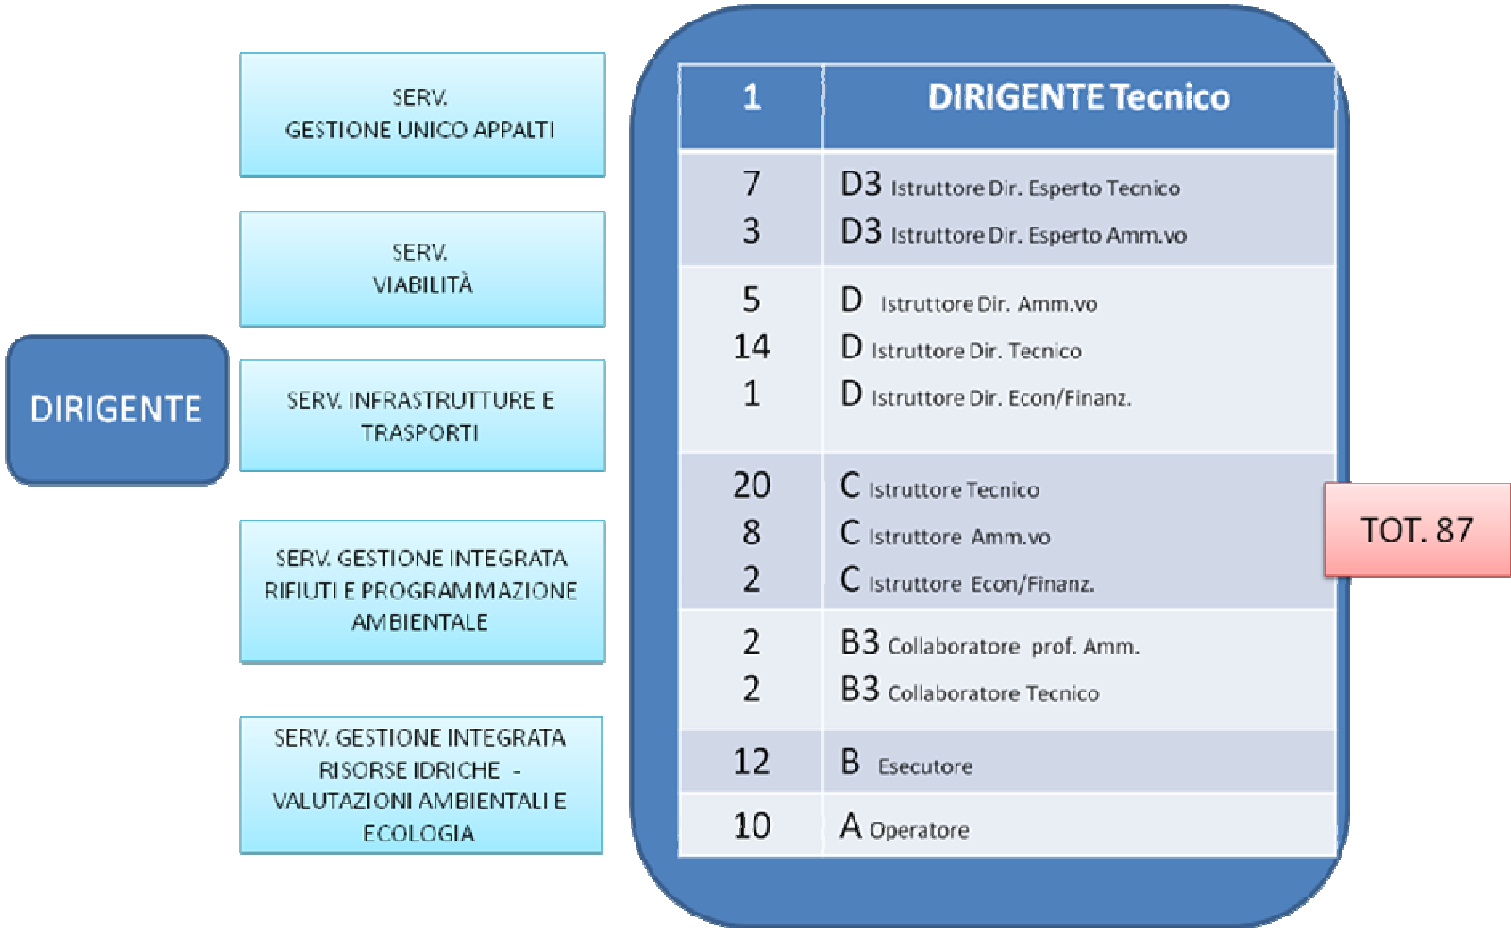 DIRIGENTE
SERV.
GESTIONE UNICO APPALTI
SERV.
VIABILITÀ
SERV. INFRASTRUTTURE E
TRASPORTI
SERV. GESTIONE INTEGRATA
RIFIUTI E PROGRAMMAZIONE
AMBIENTALE
SERV. GESTIONE INTEGRATA
RISORSE IDRICHE -
VALUTAZIONI AMBIENTALI E
ECOLOGIA
1 DIRIGENTE Tecnico
7 D3 Istruttore Dir. Esperto Tecnico
3 D3 Istruttore Dir. Esperto Amm.vo
5 D Istruttore Dir. Amm.vo
14 D Istruttore Dir. Tecnico
1 D Istruttore Dir. Econ/Finanz.
20 C Istruttore Tecnico
8 C Istruttore Amm.vo
2 C Istruttore Econ/Finanz.
2 B3 Collaboratore prof. Amm.
2 B3 Collaboratore Tecnico
12 B Esecutore
10 A Operatore
TOT. 87